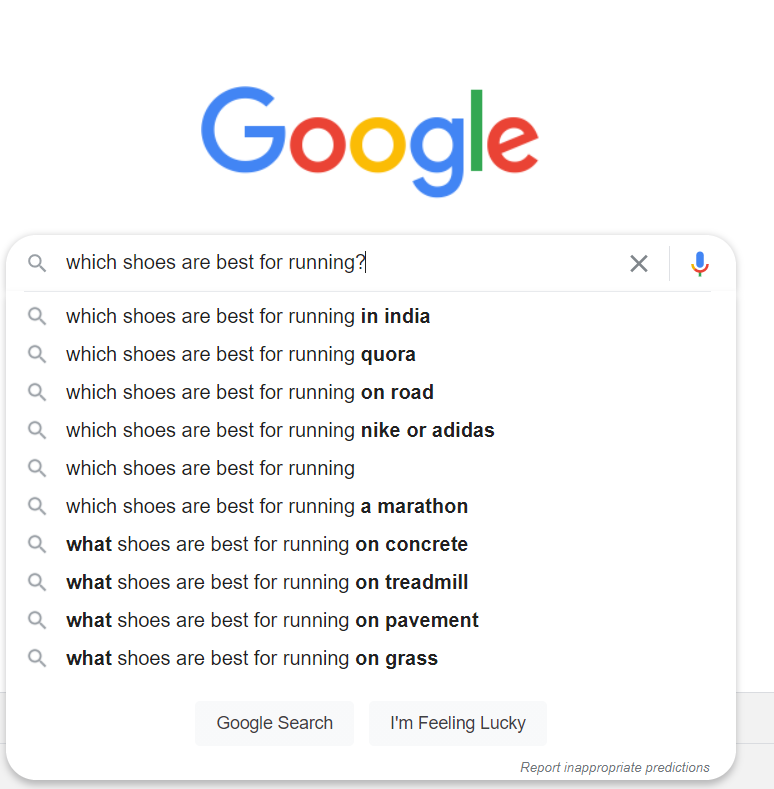 Google
which shoes are best for running?
which shoes are best for running in india
which shoes are best for running quora
which shoes are best for running on road
which shoes are best for running nike or adidas
which shoes are best for running
which shoes are best for running a marathon
what shoes are best for running on concrete
what shoes are best for running on treadmill
what shoes are best for running on pavement
what shoes are best for running on grass
Google Search I'm Feeling Lucky
Report inappropriate predictions